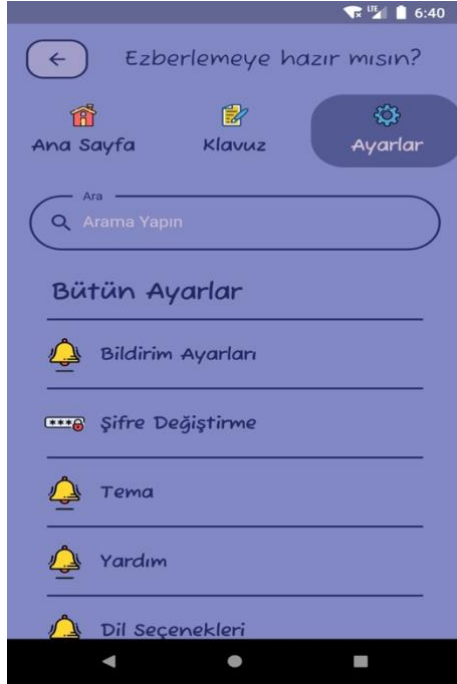 LTE 6:40
Ezberlemeye hazır mısın?
Ana Sayfa Klavuz Ayarlar
Ara
Arama Yapın
Bütün Ayarlar
Bildirim Ayarları
*** Şifre Değiştirme
Tema
Yardım
Dil Seçenekleri